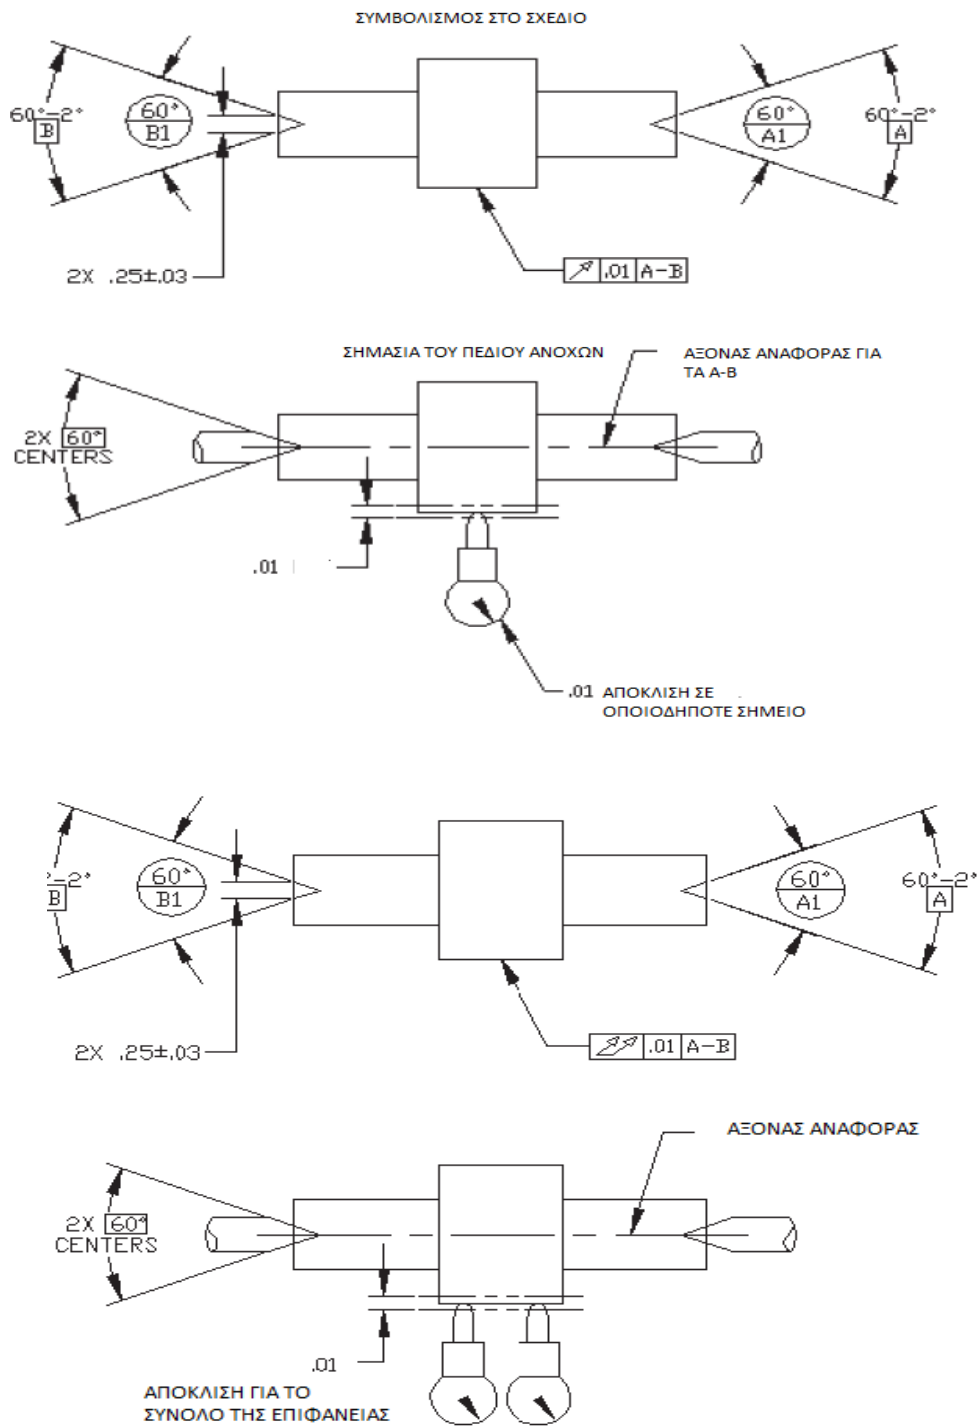 ΣΥΜΒΟΛΙΣΜΟΣ ΣΤΟ ΣΧΕΔΙΟ
60°-2°
B
60°
B1
60°
A1
60°-2°
A
2X .25±.03
.01 A-B
ΣΗΜΑΣΙΑ ΤΟΥ ΠΕΔΙΟΥ ΑΝΟΧΩΝ
ΑΞΟΝΑΣ ΑΝΑΦΟΡΑΣ ΓΙΑ
ΤΑ Α-Β
2X 60°
CENTERS
.01
.01 ΑΠΟΚΛΙΣΗ ΣΕ
ΟΠΟΙΟΔΗΠΟΤΕ ΣΗΜΕΙΟ
°-2°
B
60°
B1
60°
A1
60°-2°
A
2X .25±.03
.01 A-B
ΑΞΟΝΑΣ ΑΝΑΦΟΡΑΣ
2X 60°
CENTERS
.01
ΑΠΟΚΛΙΣΗ ΓΙΑ ΤΟ
ΣΥΝΟΛΟ ΤΗΣ ΕΠΙΦΑΝΕΙΑΣ